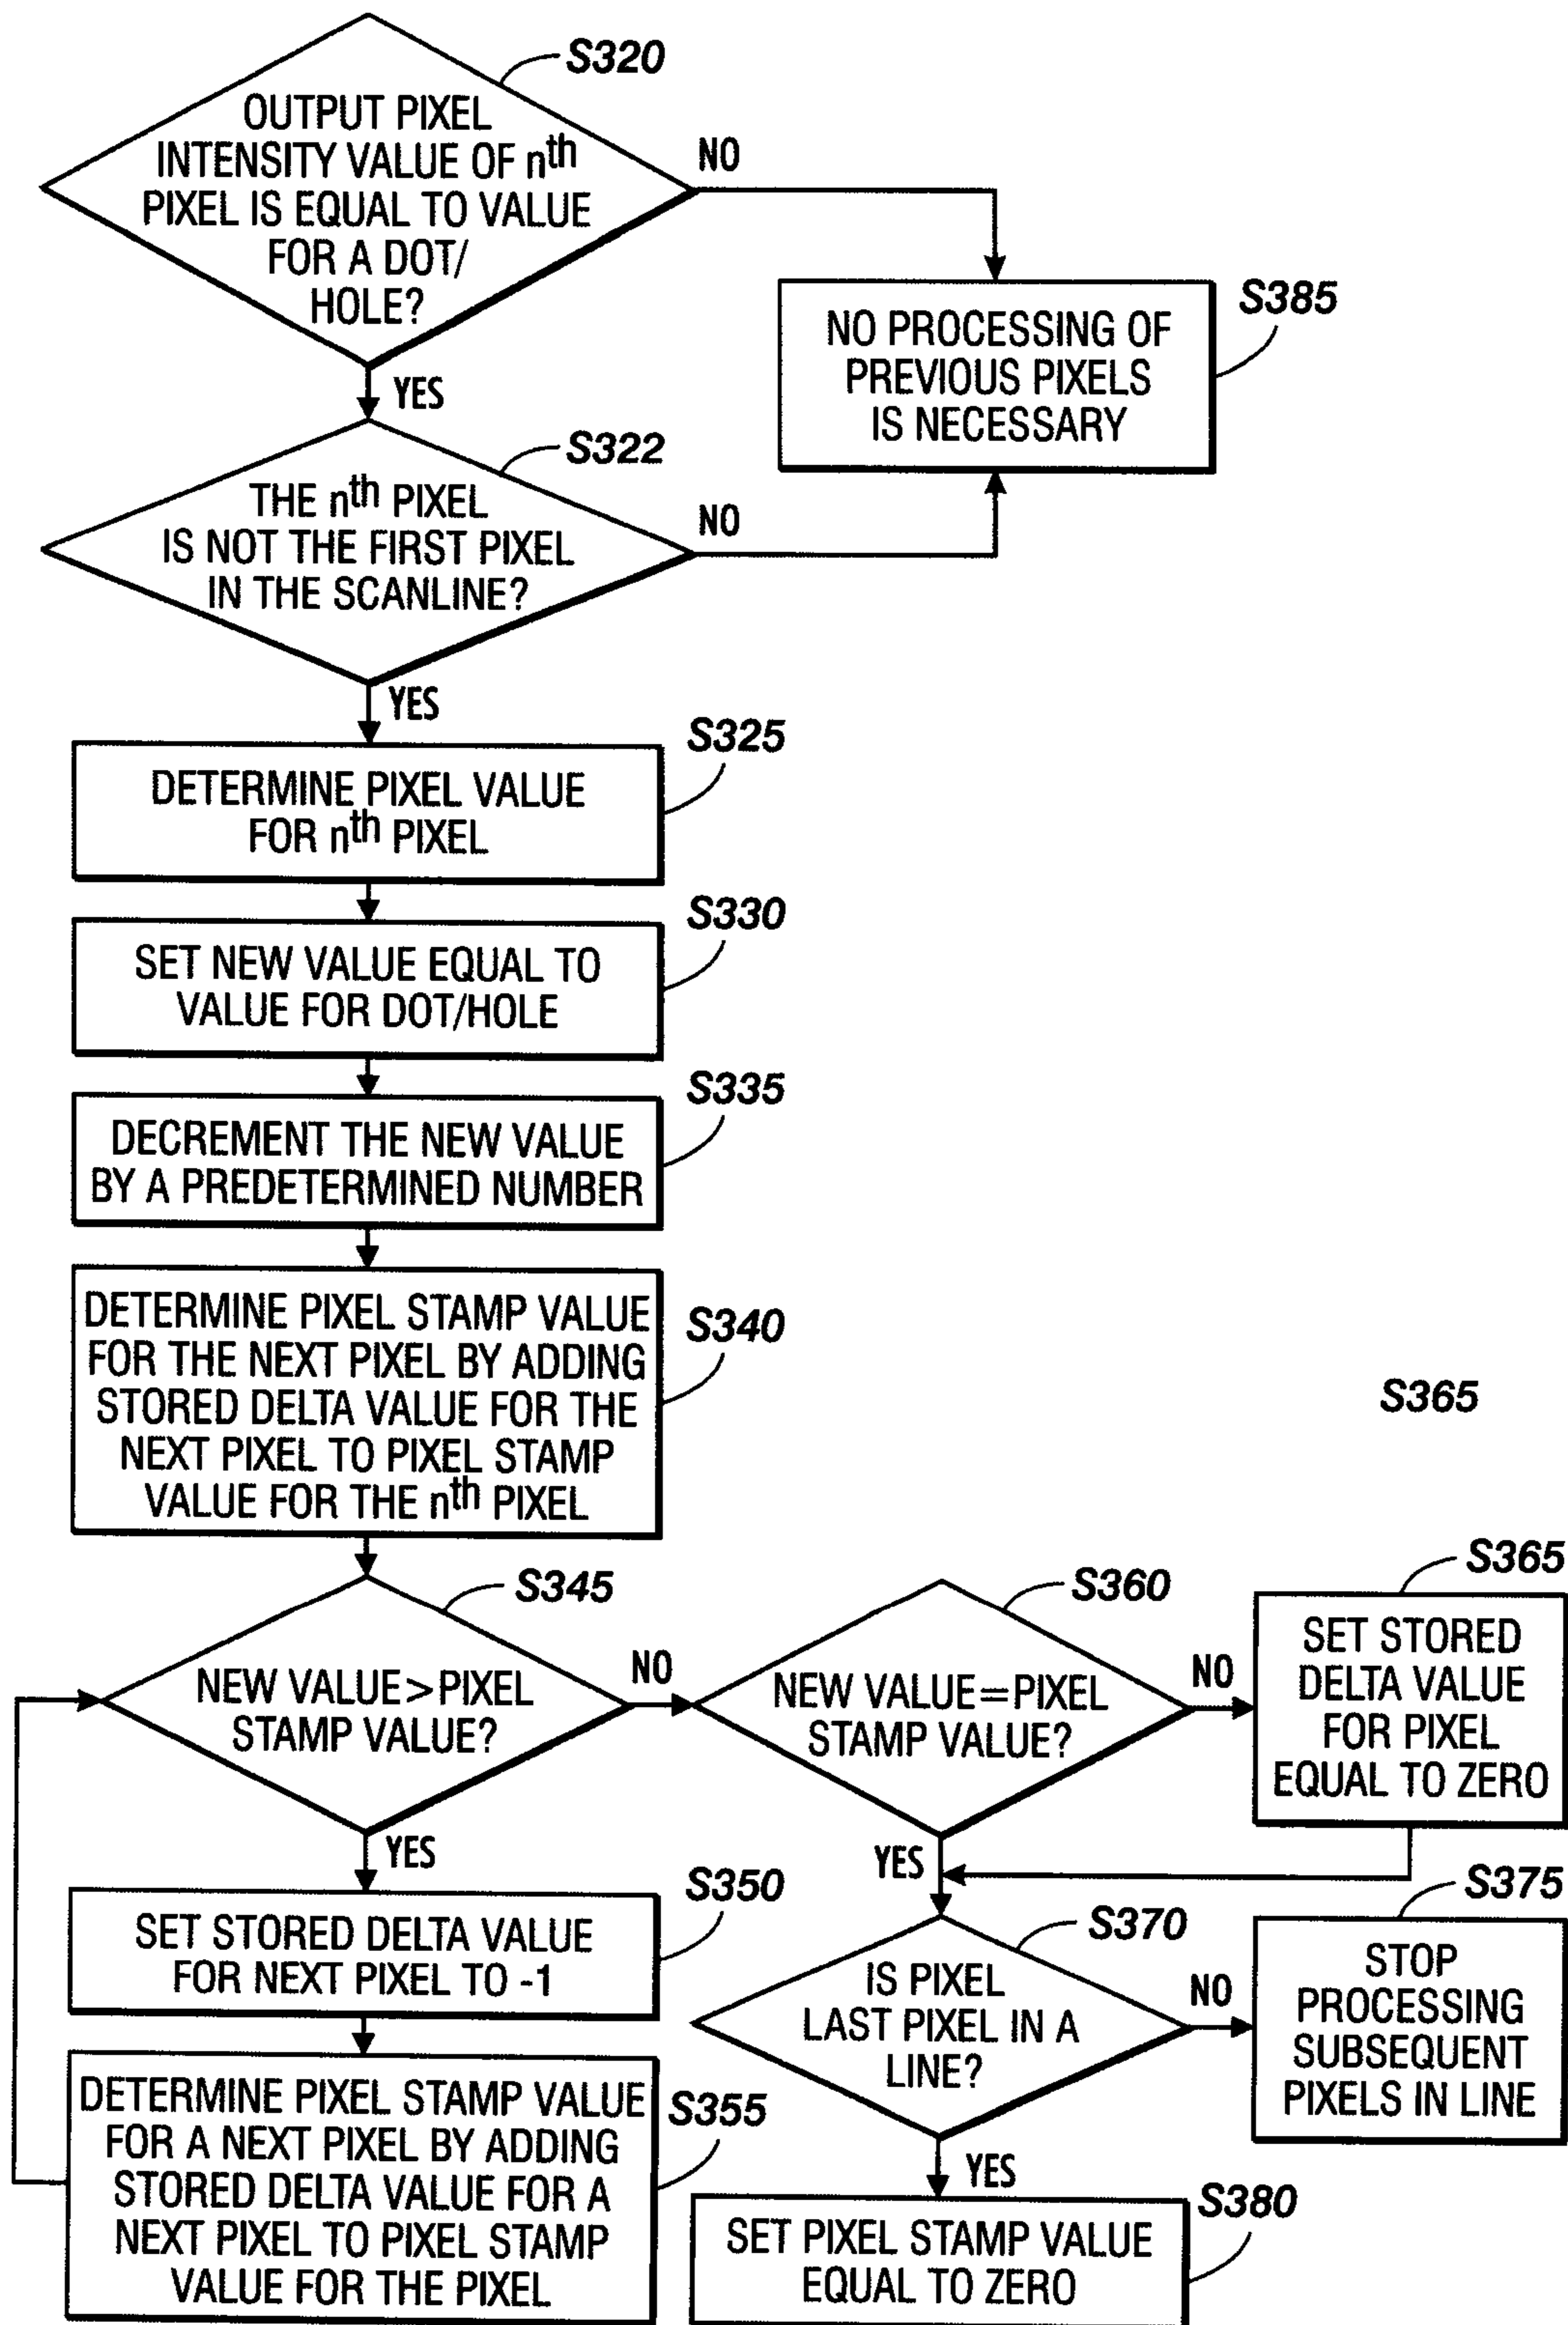 S320
OUTPUT PIXEL
INTENSITY VALUE OF nth
PIXEL IS EQUAL TO VALUE
FOR A DOT/
HOLE?
NO
YES
S385
NO PROCESSING OF
PREVIOUS PIXELS
IS NECESSARY
S322
THE nth PIXEL
IS NOT THE FIRST PIXEL
IN THE SCANLINE?
NO
YES
S325
DETERMINE PIXEL VALUE
FOR nth PIXEL
S330
SET NEW VALUE EQUAL TO
VALUE FOR DOT/HOLE
S335
DECREMENT THE NEW VALUE
BY A PREDETERMINED NUMBER
S340
DETERMINE PIXEL STAMP VALUE
FOR THE NEXT PIXEL BY ADDING
STORED DELTA VALUE FOR THE
NEXT PIXEL TO PIXEL STAMP
VALUE FOR THE nth PIXEL
S365
S345
NEW VALUE>PIXEL
STAMP VALUE?
NO
YES
S360
NEW VALUE=PIXEL
STAMP VALUE?
NO
YES
S365
SET STORED
DELTA VALUE
FOR PIXEL
EQUAL TO ZERO
S350
SET STORED DELTA VALUE
FOR NEXT PIXEL TO -1
S370
IS PIXEL
LAST PIXEL IN A
LINE?
NO
YES
S375
STOP
PROCESSING
SUBSEQUENT
PIXELS IN LINE
S355
DETERMINE PIXEL STAMP VALUE
FOR A NEXT PIXEL BY ADDING
STORED DELTA VALUE FOR A
NEXT PIXEL TO PIXEL STAMP
VALUE FOR THE PIXEL
S380
SET PIXEL STAMP VALUE
EQUAL TO ZERO